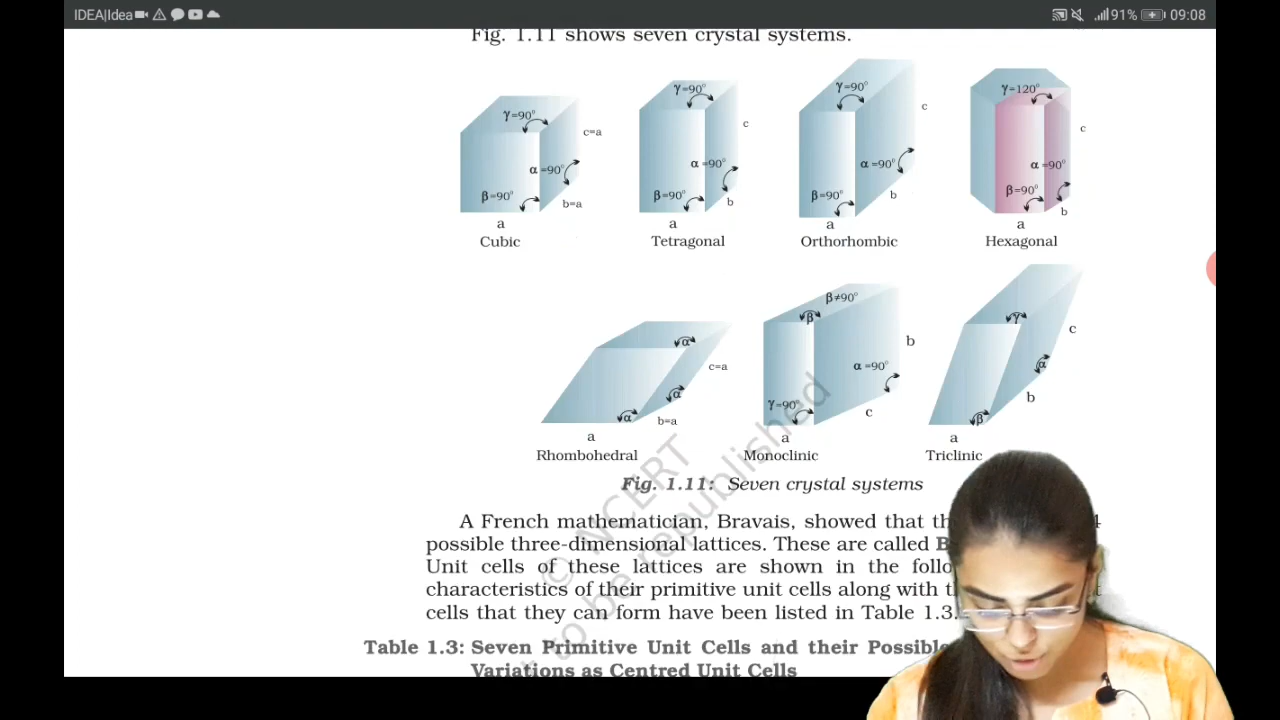 IDEA|Idea
91%
09:08
Fig. 1.11 shows seven crystal systems.
γ=90°
c=a
α=90°
β=90°
b=a
a
Cubic
γ=90°
c
α=90°
β=90°
b
a
Tetragonal
γ=90°
c
α=90°
β=90°
b
a
Orthorhombic
γ=120°
c
α=90°
β=90°
b
a
Hexagonal
α
c=a
α
α
b=a
a
Rhombohedral
β≠90°
β
b
α=90°
γ=90°
c
a
Monoclinic
γ
c
α
b
β
a
Triclinic
Fig. 1.11: Seven crystal systems
A French mathematician, Bravais, showed that
possible three-dimensional lattices. These are called
Unit cells of these lattices are shown in the
characteristics of their primitive unit cells along with
cells that they can form have been listed in Table 1.3.
Table 1.3: Seven Primitive Unit Cells and their
Variations as Centred Unit Cells
© NCERT
to be republished